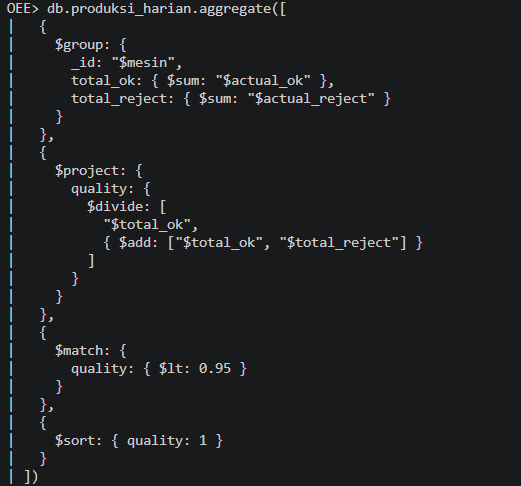 OEE> db.produksi_harian.aggregate([
|   {
|     $group: {
|       _id: "$mesin",
|       total_ok: { $sum: "$actual_ok" },
|       total_reject: { $sum: "$actual_reject" }
|     }
|   },
|   {
|     $project: {
|       quality: {
|         $divide: [
|           "$total_ok",
|           { $add: ["$total_ok", "$total_reject"] }
|         ]
|       }
|     }
|   },
|   {
|     $match: {
|       quality: { $lt: 0.95 }
|     }
|   },
|   {
|     $sort: { quality: 1 }
|   }
| ])